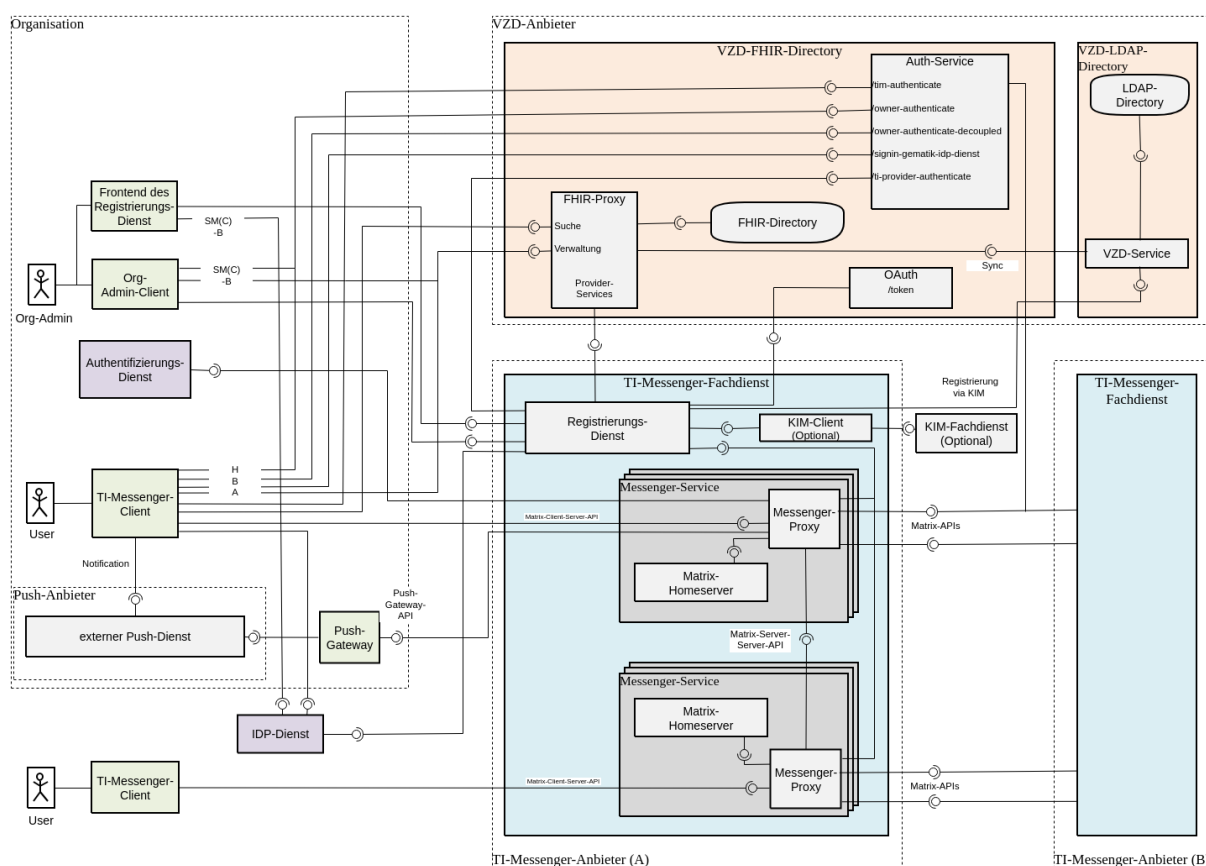 Organisation
VZD-Anbieter
VZD-FHIR-Directory
Auth-Service
/tim-authenticate
/owner-authenticate
/owner-authenticate-decoupled
/signin-gematik-idp-dienst
/ti-provider-authenticate
VZD-LDAP-
Directory
LDAP-
Directory
Frontend des
Registrierungs-
Dienst
SM(C)
-B
FHIR-Proxy
Suche
Verwaltung
Provider-
Services
FHIR-Directory
Sync
VZD-Service
OAuth
/token
Org-
Admin-Client
SM(C)
-B
Org-Admin
Authentifizierungs-
Dienst
TI-Messenger-Fachdienst
Registrierungs-
Dienst
Registrierung
via KIM
KIM-Client
(Optional)
KIM-Fachdienst
(Optional)
TI-Messenger-
Fachdienst
TI-Messenger-
Client
H
B
A
User
Notification
Matrix-Client-Server-API
Messenger-Service
Messenger-
Proxy
Matrix-APIs
Matrix-
Homeserver
Push-Anbieter
externer Push-Dienst
Push-
Gateway
Push-
Gateway-
API
Matrix-Server-
Server-API
Messenger-Service
Matrix-
Homeserver
Messenger-
Proxy
Matrix-APIs
IDP-Dienst
TI-Messenger-
Client
User
Matrix-Client-Server-API
TI-Messenger-Anbieter (A)
TI-Messenger-Anbieter (B